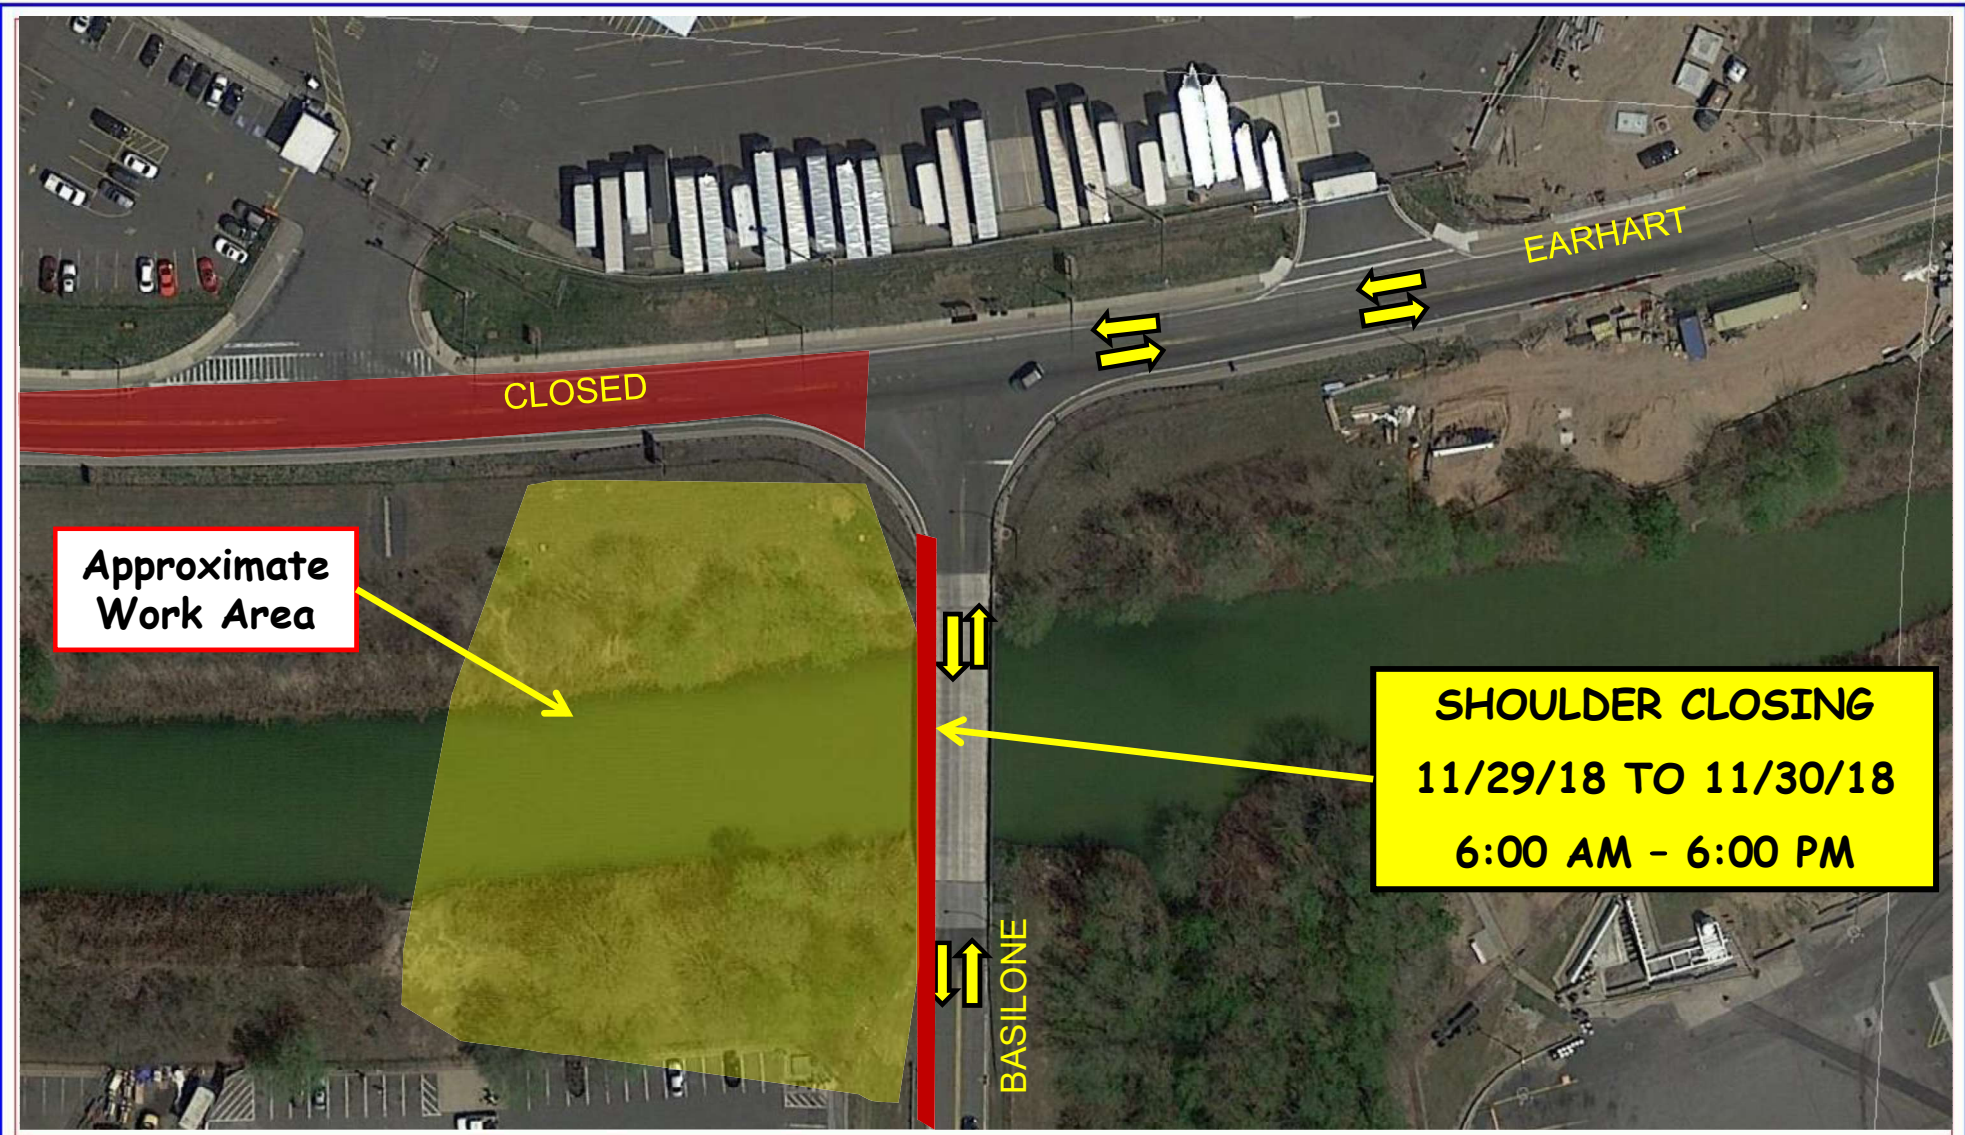 EARHART
CLOSED
Approximate
Work Area
SHOULDER CLOSING
11/29/18 TO 11/30/18
6:00 AM - 6:00 PM
BASILONE